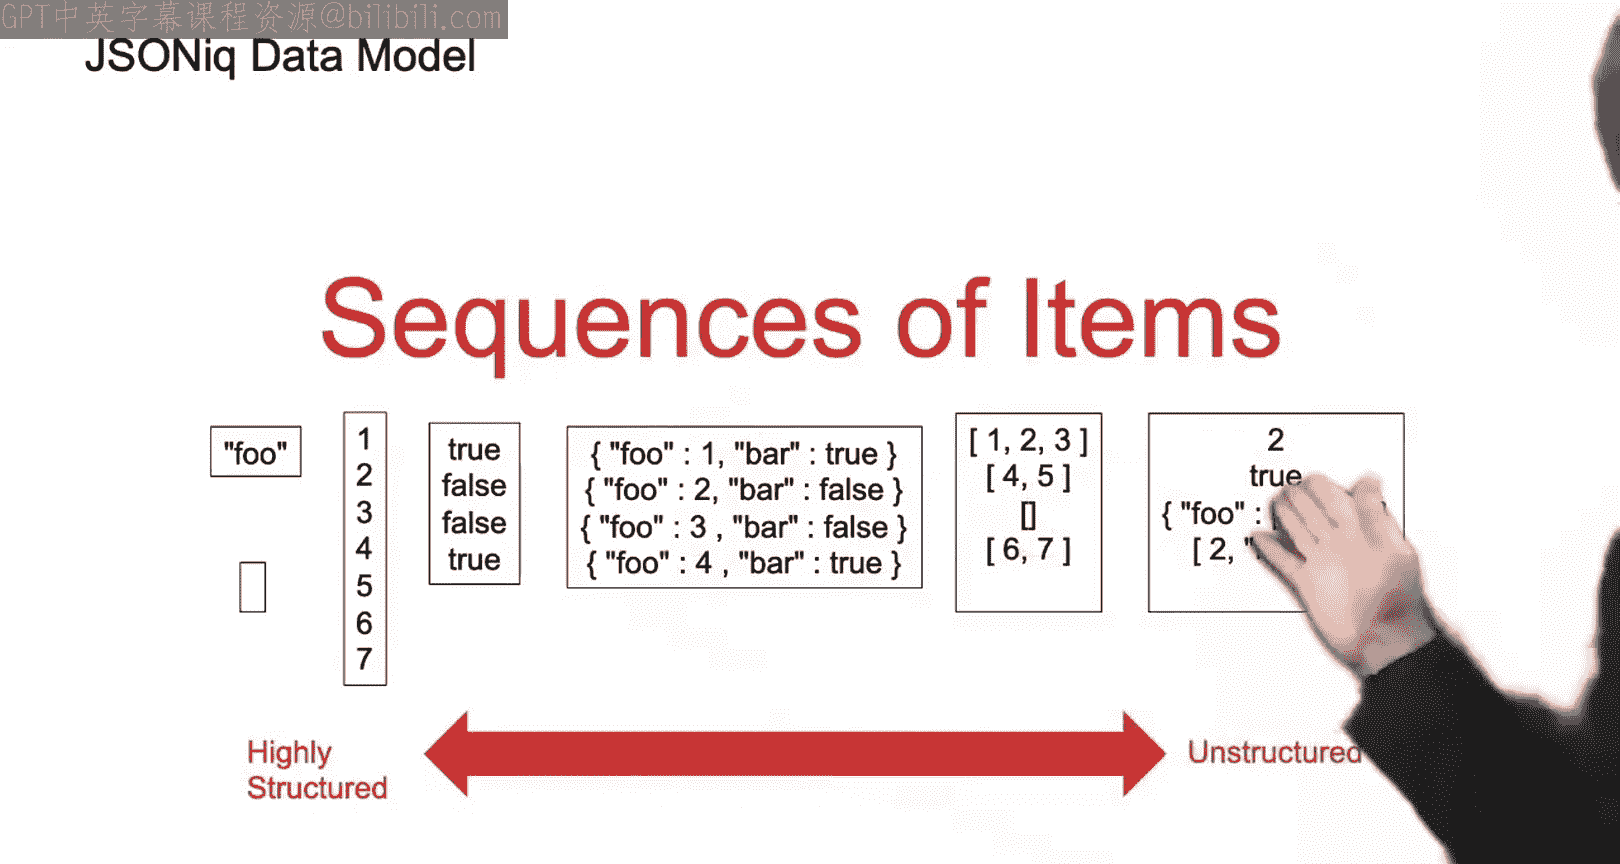 GPT中英字幕课程资源@bilibili.com
JSONiq Data Model
Sequences of Items
"foo"
1
2
3
4
5
6
7
true
false
false
true
{ "foo" : 1, "bar" : true }
{ "foo" : 2, "bar" : false }
{ "foo" : 3 , "bar" : false }
{ "foo" : 4 , "bar" : true }
[ 1, 2, 3 ]
[ 4, 5 ]
[]
[ 6, 7 ]
2
true
{ "foo" :
[ 2, "
Highly
Structured
Unstructured